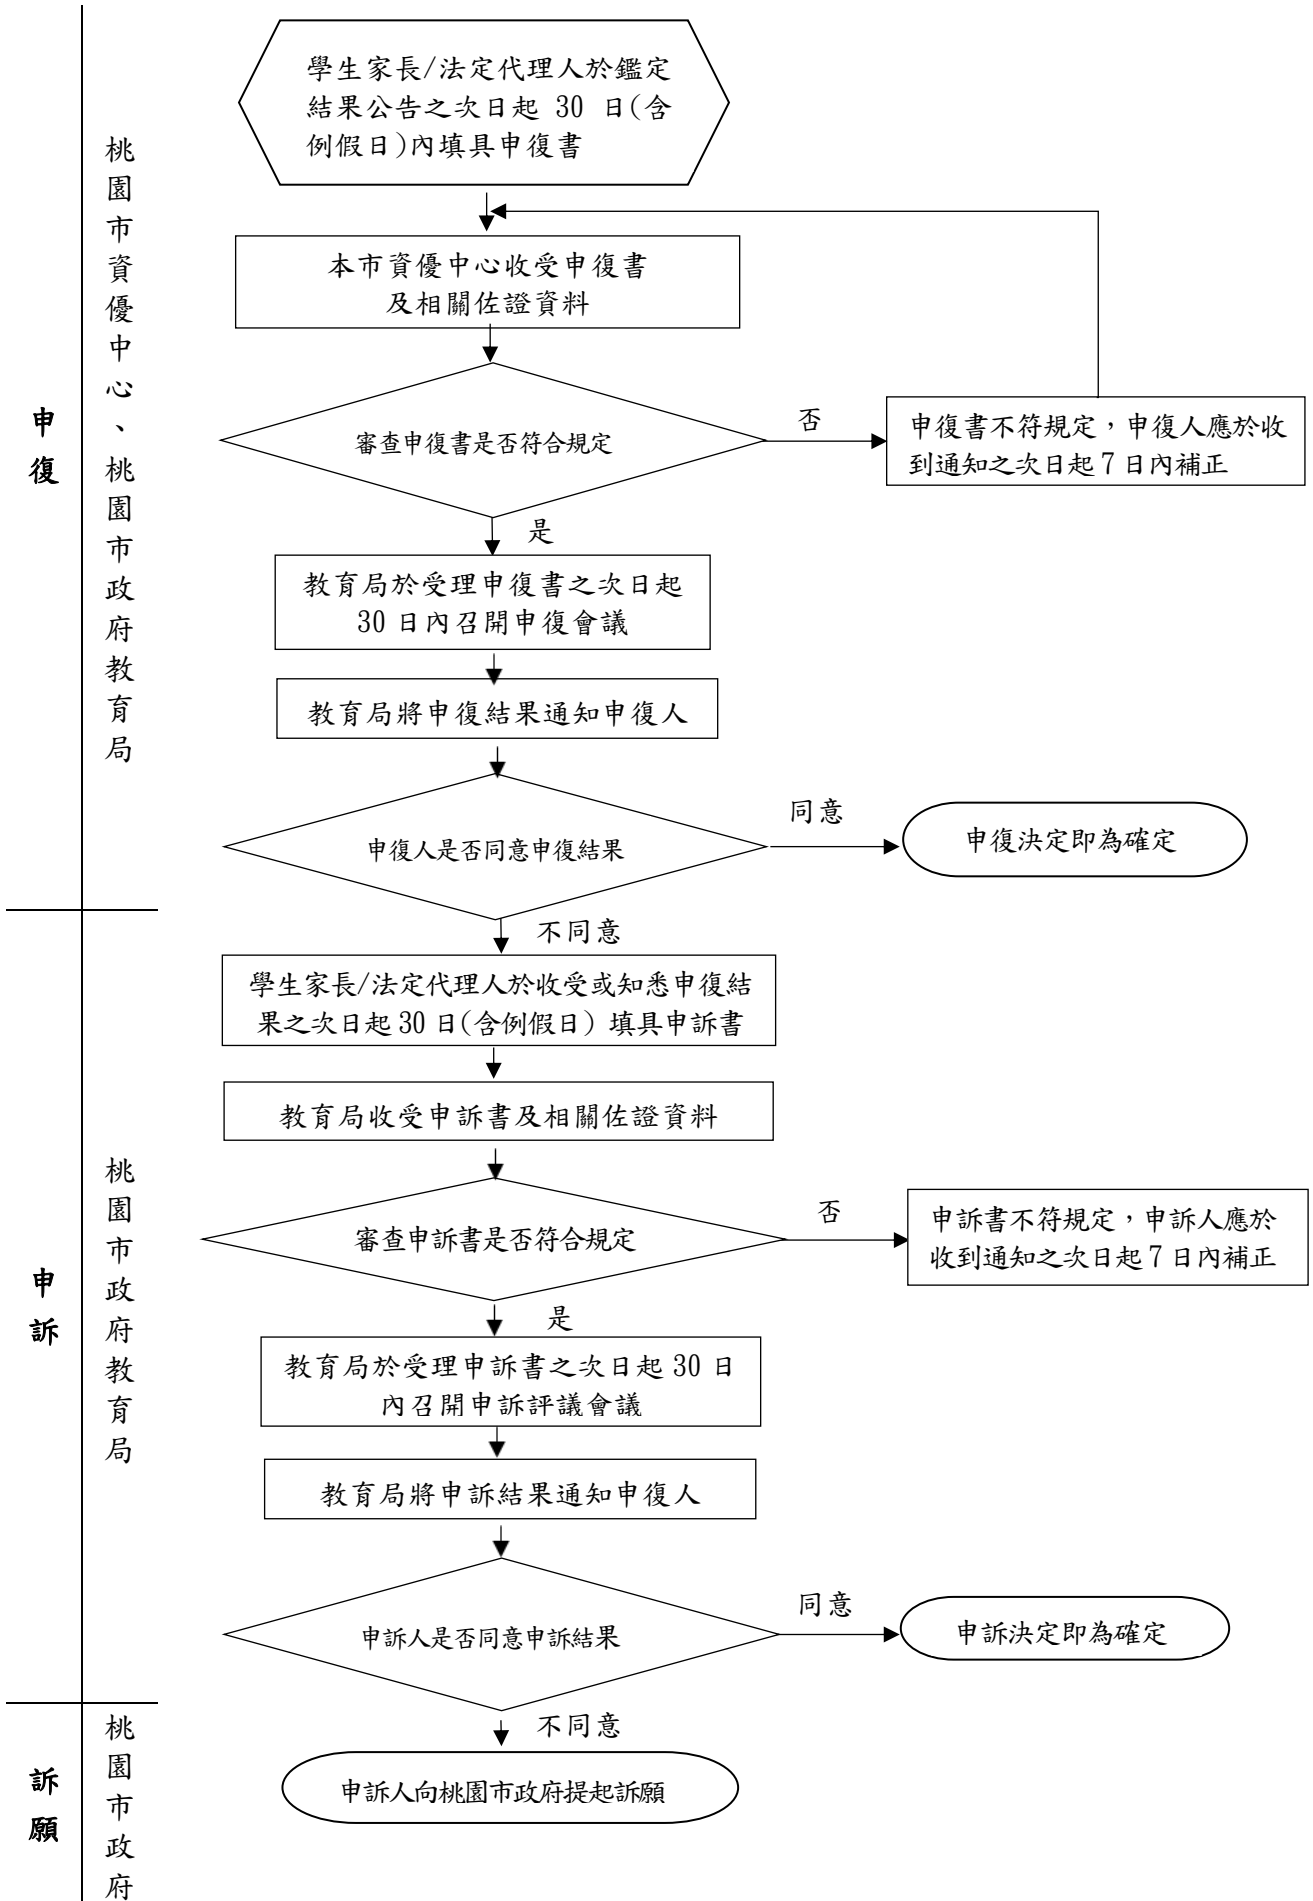 申復
桃園市資優中心、桃園市政府教育局
學生家長/法定代理人於鑑定
結果公告之次日起 30 日(含
例假日)內填具申復書
本市資優中心收受申復書
及相關佐證資料
審查申復書是否符合規定
否
申復書不符規定，申復人應於收
到通知之次日起 7 日內補正
是
教育局於受理申復書之次日起
30 日內召開申復會議
教育局將申復結果通知申復人
申復人是否同意申復結果
同意
申復決定即為確定
不同意
申訴
桃園市政府教育局
學生家長/法定代理人於收受或知悉申復結
果之次日起 30 日(含例假日) 填具申訴書
教育局收受申訴書及相關佐證資料
審查申訴書是否符合規定
否
申訴書不符規定，申訴人應於
收到通知之次日起 7 日內補正
是
教育局於受理申訴書之次日起 30 日
內召開申訴評議會議
教育局將申訴結果通知申復人
申訴人是否同意申訴結果
同意
申訴決定即為確定
不同意
訴願
桃園市政府
申訴人向桃園市政府提起訴願